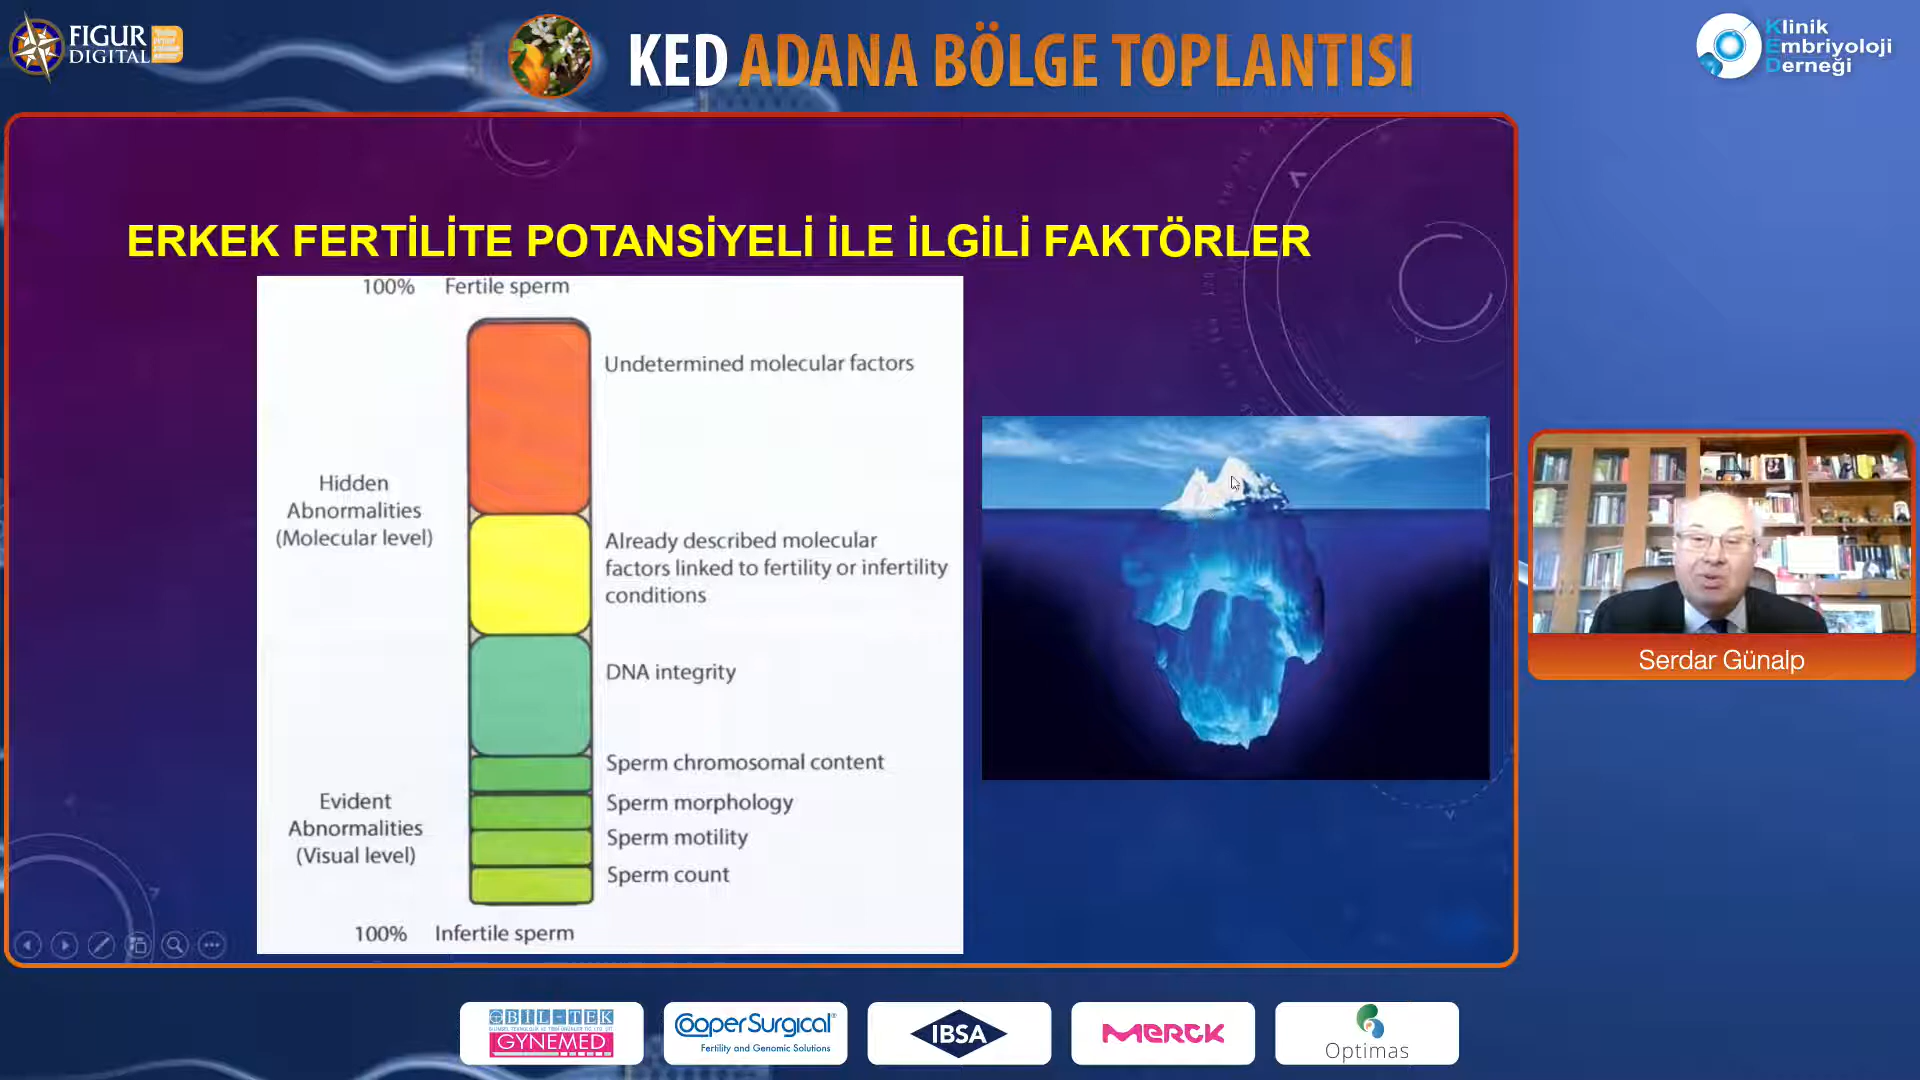 FIGUR
DIGITAL
KED ADANA BÖLGE TOPLANTISI
Klinik
Embriyoloji
Derneği
ERKEK FERTİLİTE POTANSİYELİ İLE İLGİLİ FAKTÖRLER
100% Fertile sperm
Undetermined molecular factors
Hidden
Abnormalities
(Molecular level)
Already described molecular
factors linked to fertility or infertility
conditions
DNA integrity
Sperm chromosomal content
Evident
Abnormalities
(Visual level)
Sperm morphology
Sperm motility
Sperm count
100% Infertile sperm
Serdar Günalp
BİL-TEK
GYNEMED
CooperSurgical®
Fertility and Genomic Solutions
IBSA
MERCK
Optimas